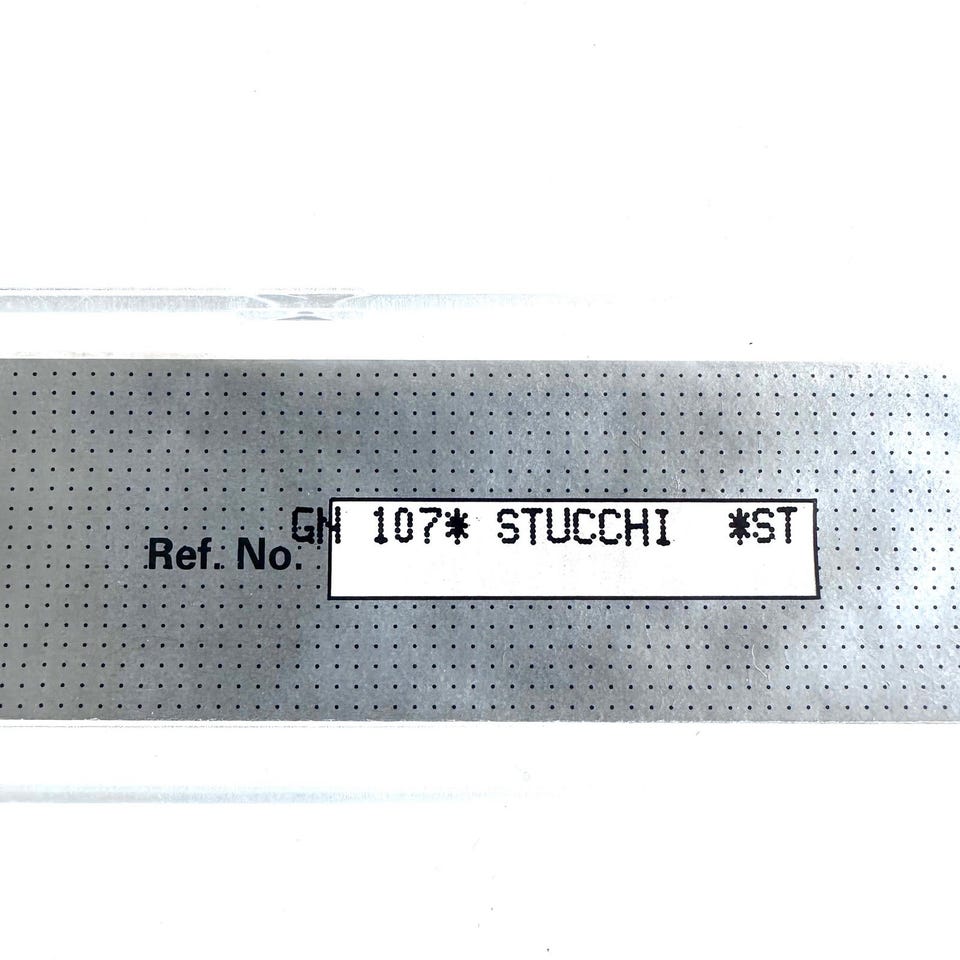 GN 107* STUCCHI *ST
Ref. No.